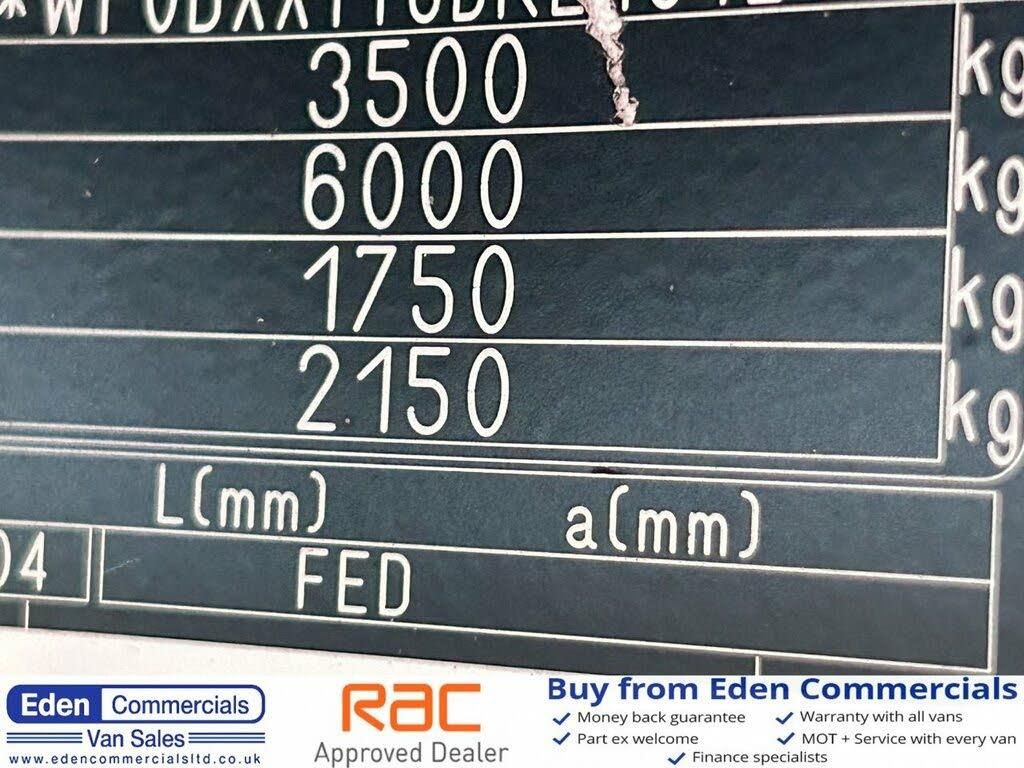 3500 kg
6000 kg
1750 kg
2150 kg
L(mm) a(mm)
04 FED
Eden Commercials
Van Sales
www.edencommercialsltd.co.uk
RAC
Approved Dealer
Buy from Eden Commercials
Money back guarantee
Warranty with all vans
Part ex welcome
MOT + Service with every van
Finance specialists